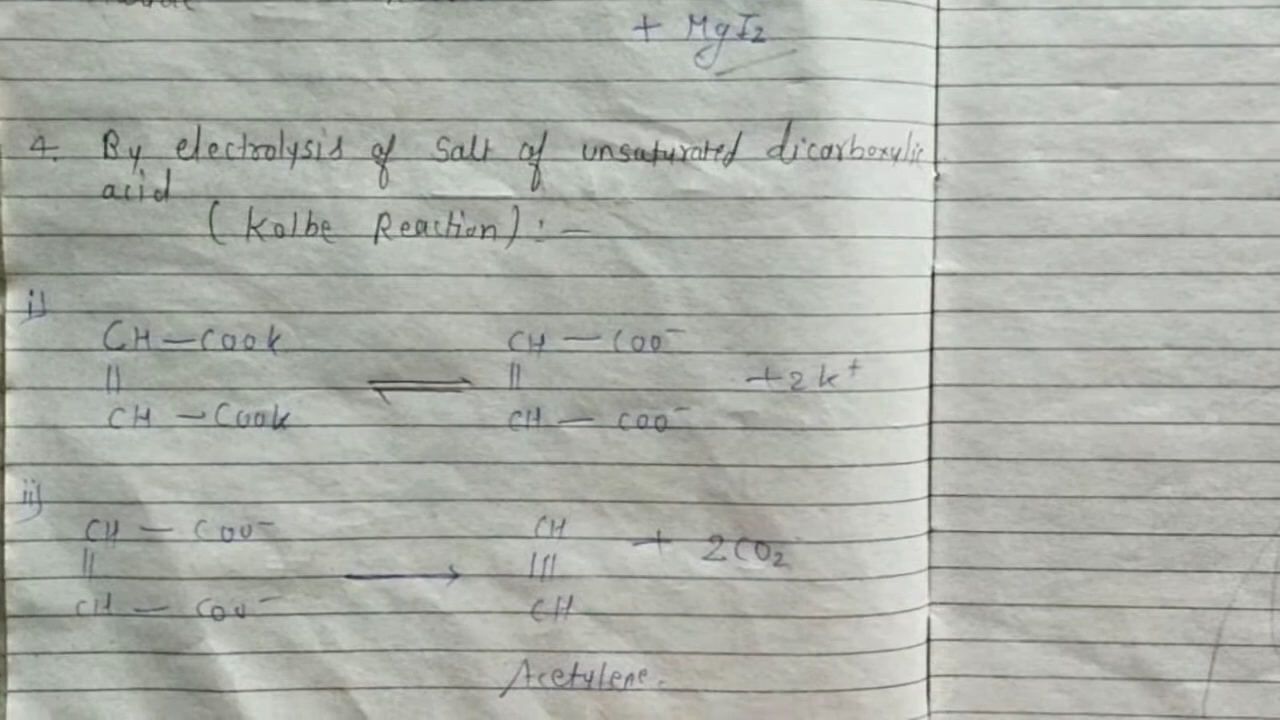 + MgI2
4. By electrolysis of salt of unsaturated dicarboxylic
acid
(Kolbe Reaction) : —
i)
CH — COOK    CH — COO⁻
||  ⇌  ||  + 2K⁺
CH — COOK    CH — COO⁻
ii)
CH — COO⁻    CH  + 2CO2
||  ⟶  |||
CH — COO⁻    CH
Acetylene.